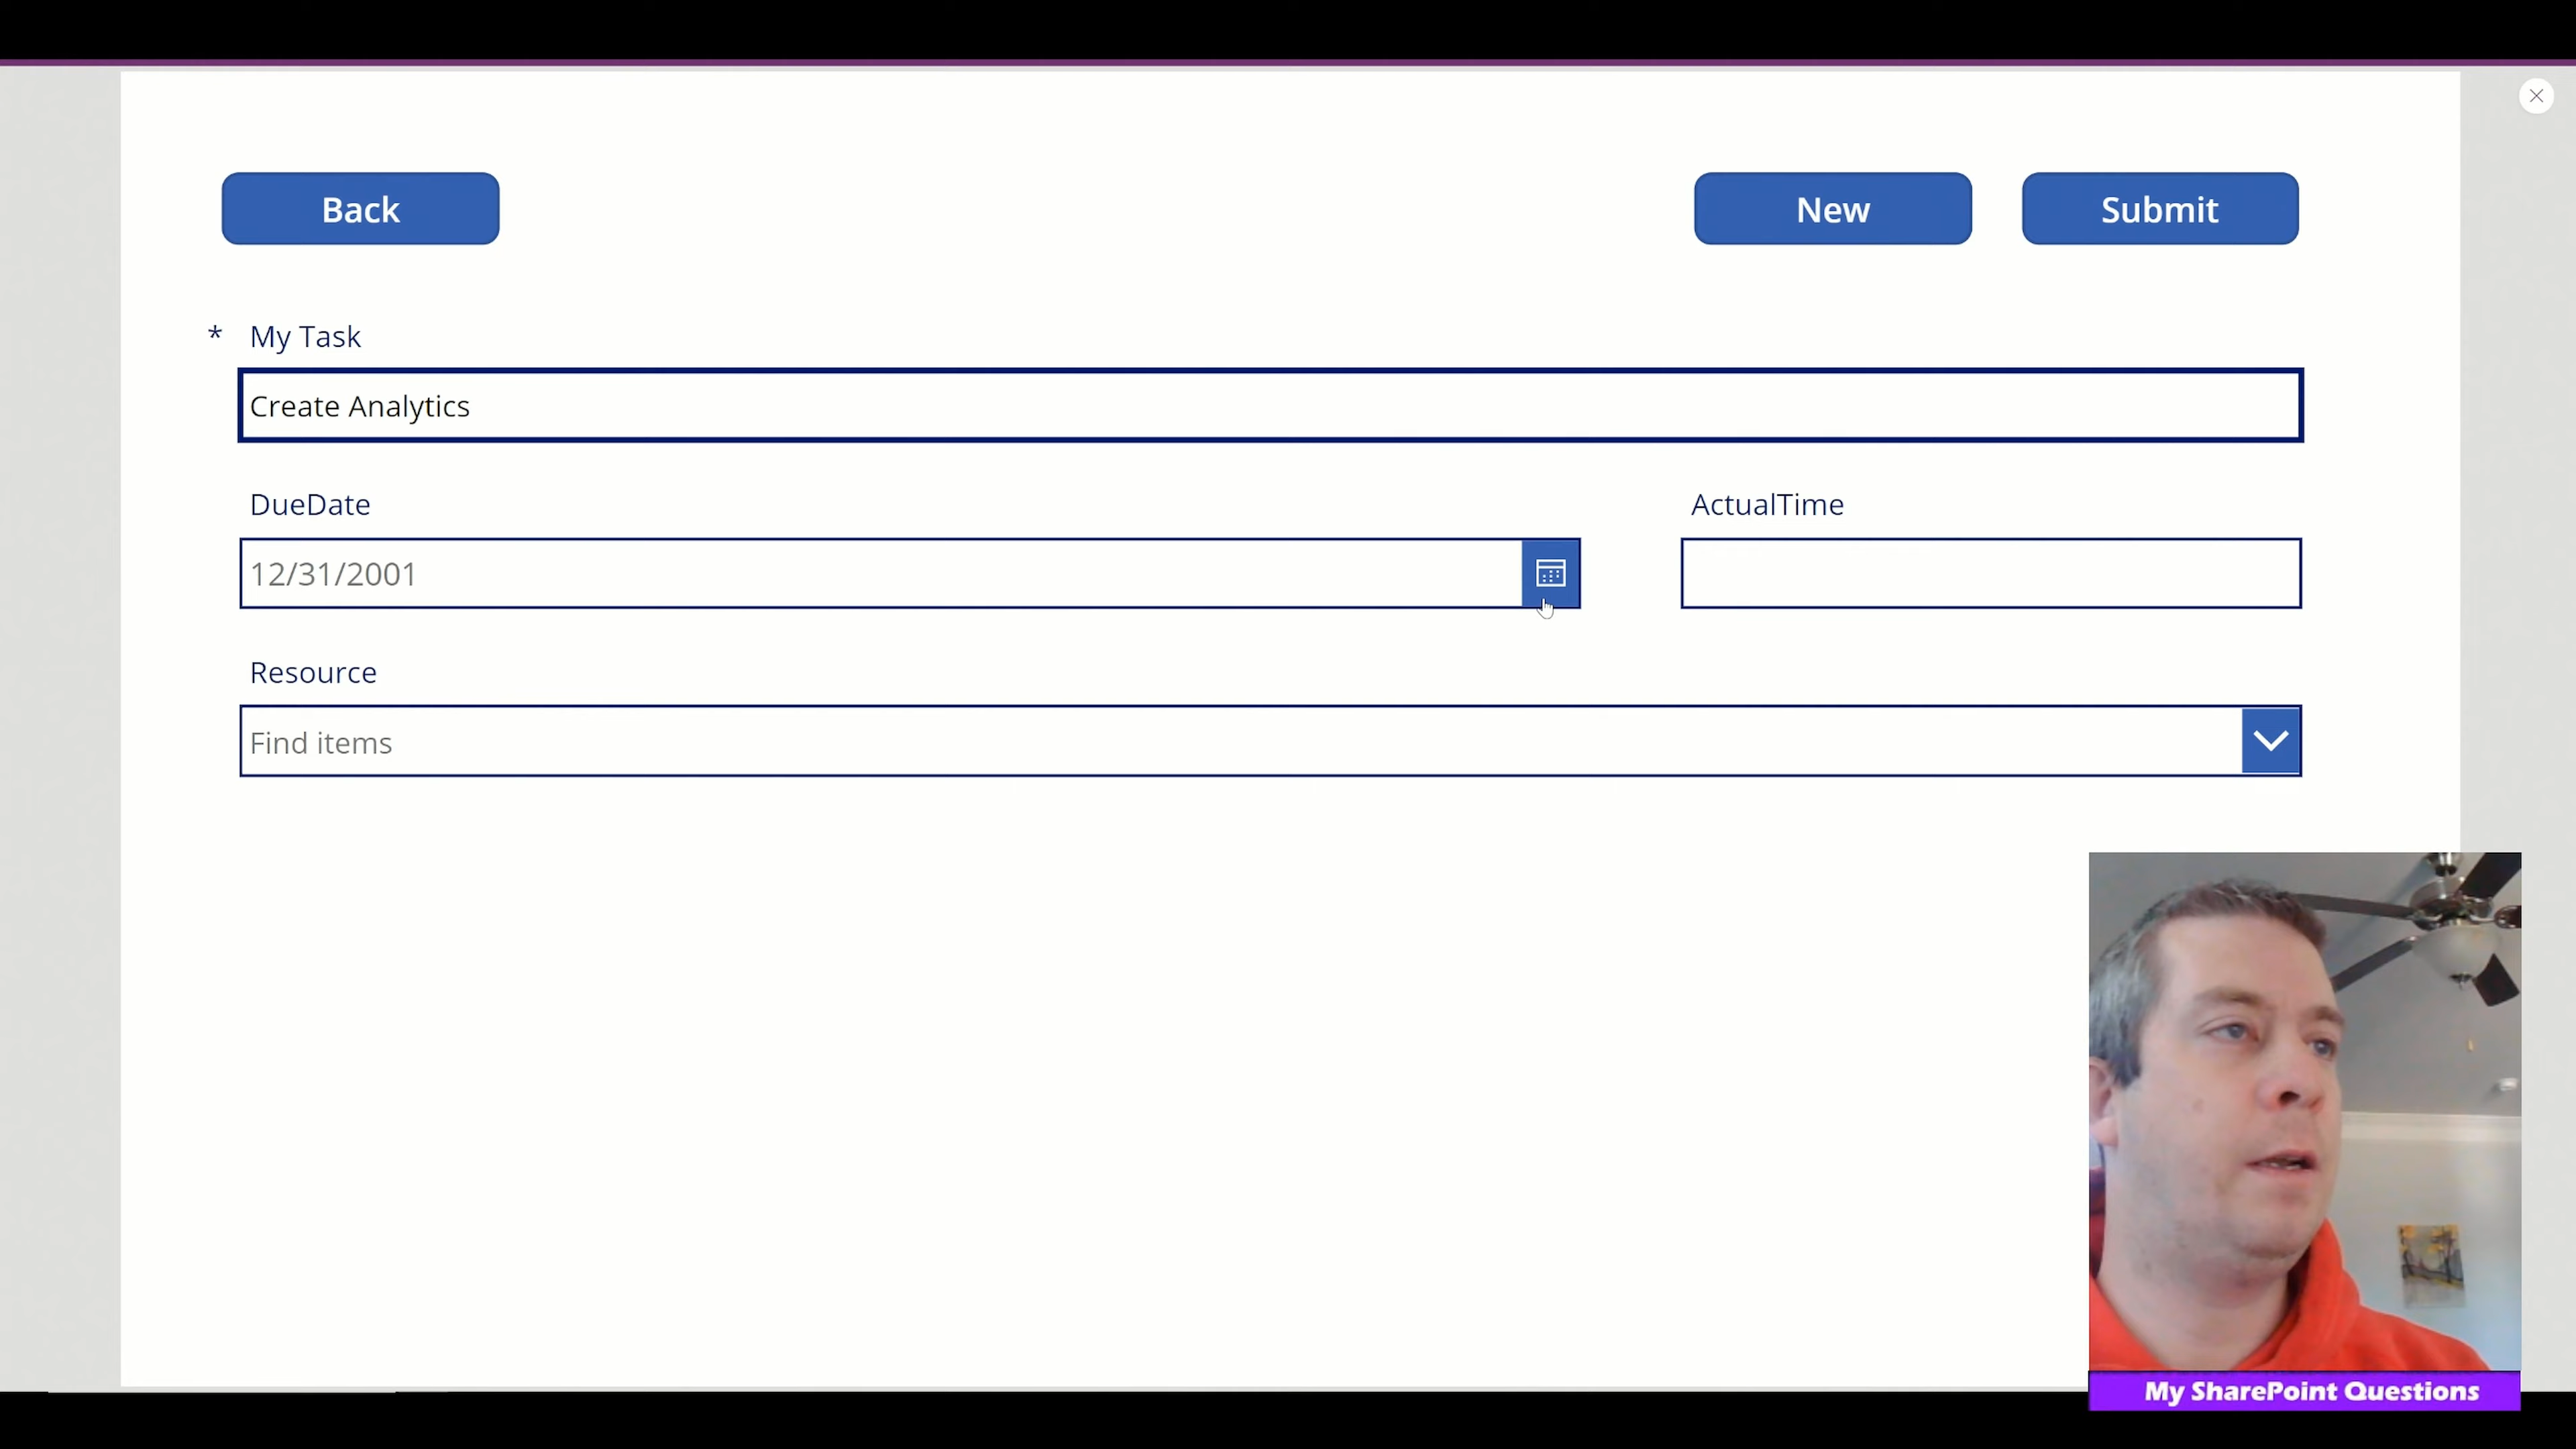 Back
New
Submit
* My Task
Create Analytics
DueDate
ActualTime
12/31/2001
Resource
Find items
My SharePoint Questions